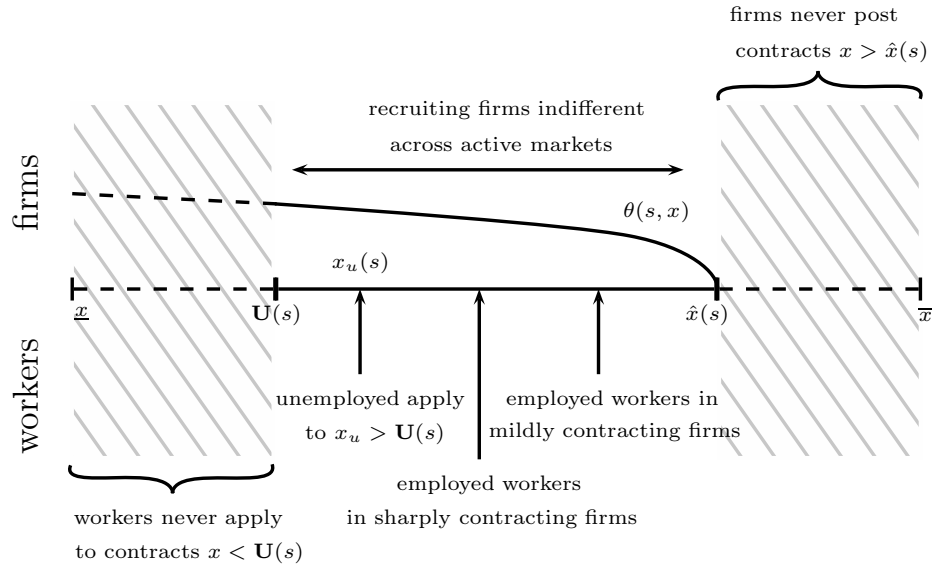 firms never post
contracts x > x̂(s)
recruiting firms indifferent
across active markets
firms
θ(s, x)
x_u(s)
x
U(s)
x̂(s)
x̄
workers
unemployed apply
to x_u > U(s)
employed workers in
mildly contracting firms
employed workers
in sharply contracting firms
workers never apply
to contracts x < U(s)